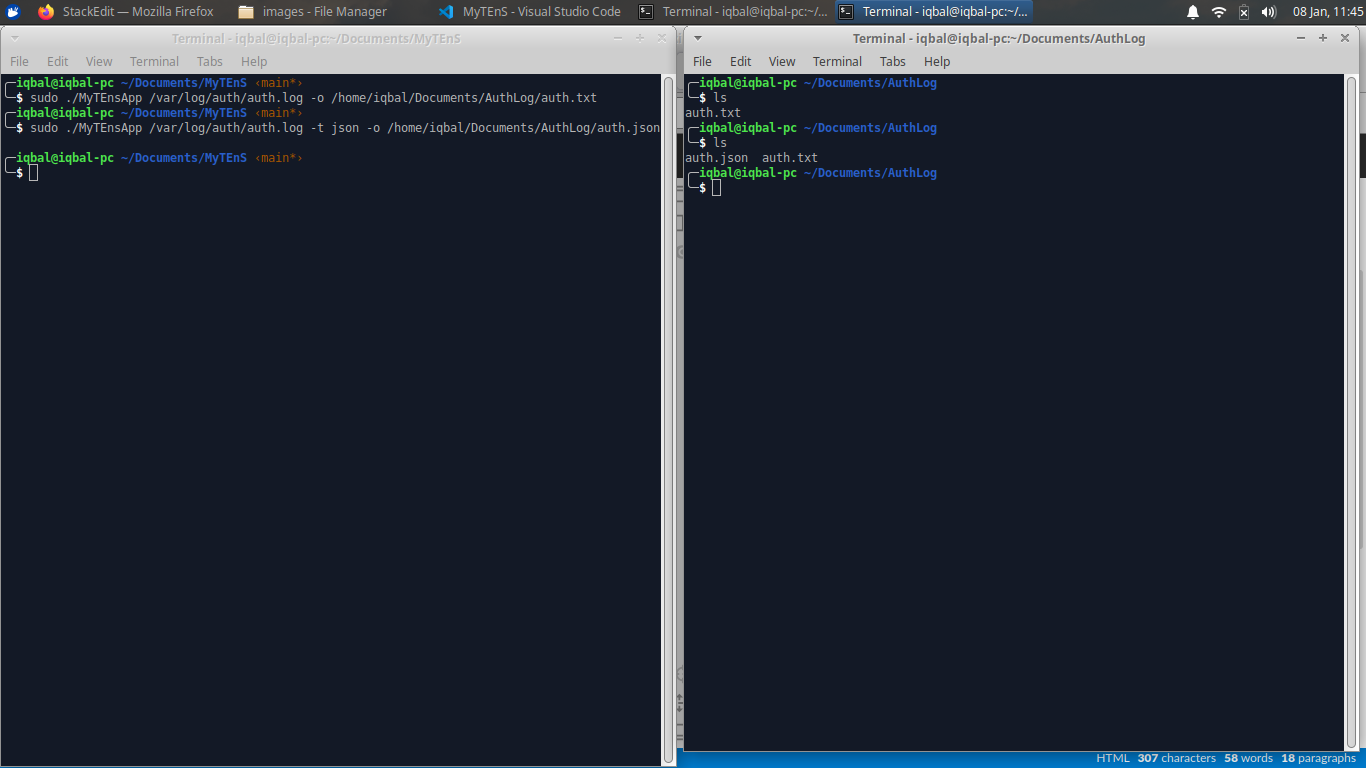 StackEdit — Mozilla Firefox
images - File Manager
MyTEnS - Visual Studio Code
Terminal - iqbal@iqbal-pc:~/...
Terminal - iqbal@iqbal-pc:~/...
08 Jan, 11:45
Terminal - iqbal@iqbal-pc:~/Documents/MyTEnS
File Edit View Terminal Tabs Help
iqbal@iqbal-pc ~/Documents/MyTEnS ‹main*›
$ sudo ./MyTEnsApp /var/log/auth/auth.log -o /home/iqbal/Documents/AuthLog/auth.txt
iqbal@iqbal-pc ~/Documents/MyTEnS ‹main*›
$ sudo ./MyTEnsApp /var/log/auth/auth.log -t json -o /home/iqbal/Documents/AuthLog/auth.json
iqbal@iqbal-pc ~/Documents/MyTEnS ‹main*›
$
Terminal - iqbal@iqbal-pc:~/Documents/AuthLog
File Edit View Terminal Tabs Help
iqbal@iqbal-pc ~/Documents/AuthLog
$ ls
auth.txt
iqbal@iqbal-pc ~/Documents/AuthLog
$ ls
auth.json  auth.txt
iqbal@iqbal-pc ~/Documents/AuthLog
$
HTML 307 characters 58 words 18 paragraphs